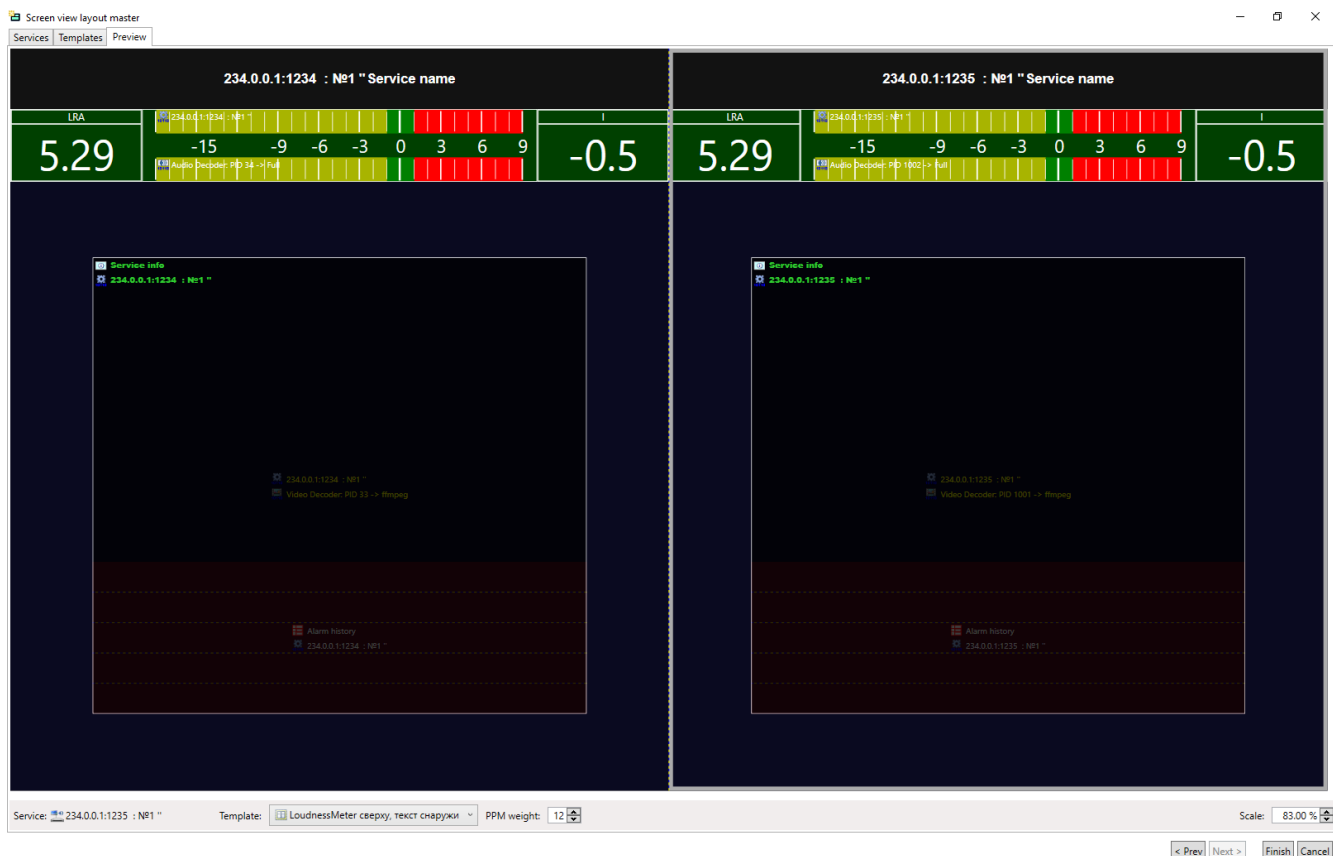 Screen view layout master
Services Templates Preview
234.0.0.1:1234 : №1 " Service name
234.0.0.1:1235 : №1 " Service name
LRA
234.0.0.1:1234 : №1 "
I
5.29
-15 -9 -6 -3 0 3 6 9
-0.5
Audio Decoder: PID 34 -> Full
LRA
234.0.0.1:1235 : №1 "
I
5.29
-15 -9 -6 -3 0 3 6 9
-0.5
Audio Decoder: PID 1002 -> Full
Service info
234.0.0.1:1234 : №1 "
234.0.0.1:1234 : №1 "
Video Decoder: PID 33 -> ffmpeg
Alarm history
234.0.0.1:1234 : №1 "
Service info
234.0.0.1:1235 : №1 "
234.0.0.1:1235 : №1 "
Video Decoder: PID 1001 -> ffmpeg
Alarm history
234.0.0.1:1235 : №1 "
Service: 234.0.0.1:1235 : №1 " Template: LoudnessMeter сверху, текст снаружи PPM weight: 12 Scale: 83.00 %
< Prev Next > Finish Cancel